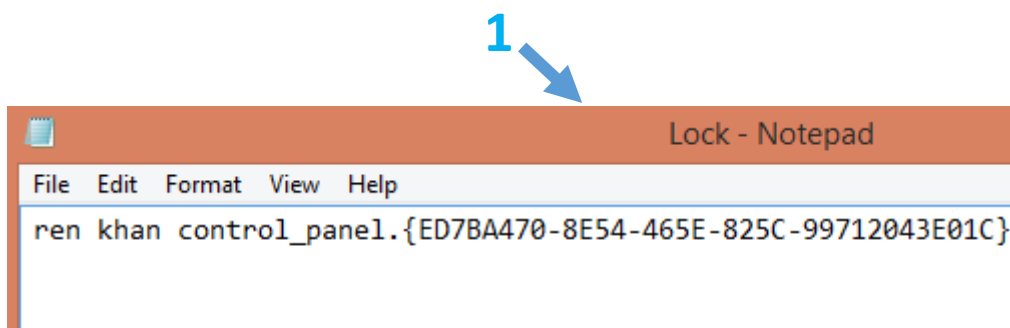 1
Lock - Notepad
File Edit Format View Help
ren khan control_panel.{ED7BA470-8E54-465E-825C-99712043E01C}